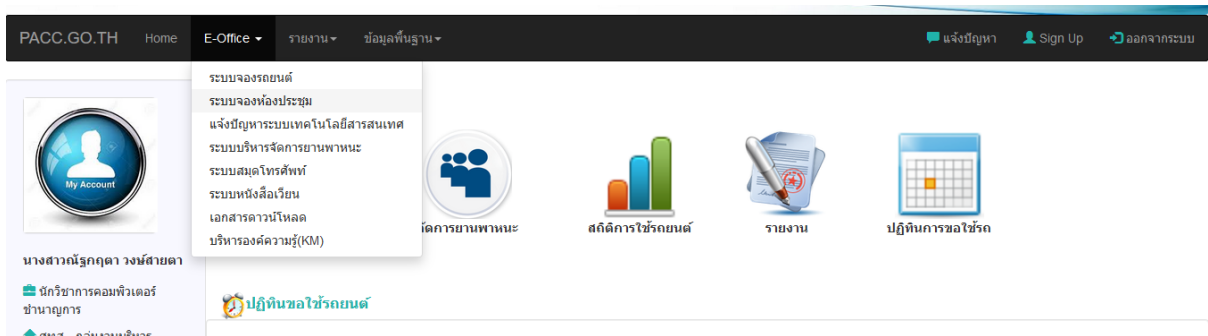 PACC.GO.TH Home E-Office รายงาน ข้อมูลพื้นฐาน แจ้งปัญหา Sign Up ออกจากระบบ
ระบบจองรถยนต์
ระบบจองห้องประชุม
แจ้งปัญหาระบบเทคโนโลยีสารสนเทศ
ระบบบริหารจัดการยานพาหนะ
ระบบสมุดโทรศัพท์
ระบบหนังสือเวียน
เอกสารดาวน์โหลด
บริหารองค์ความรู้(KM)
My Account
จัดการยานพาหนะ สถิติการใช้รถยนต์ รายงาน ปฏิทินการขอใช้รถ
นางสาวณัฐกฤตา วงษ์สายตา
นักวิชาการคอมพิวเตอร์
ชำนาญการ
ปฏิทินขอใช้รถยนต์